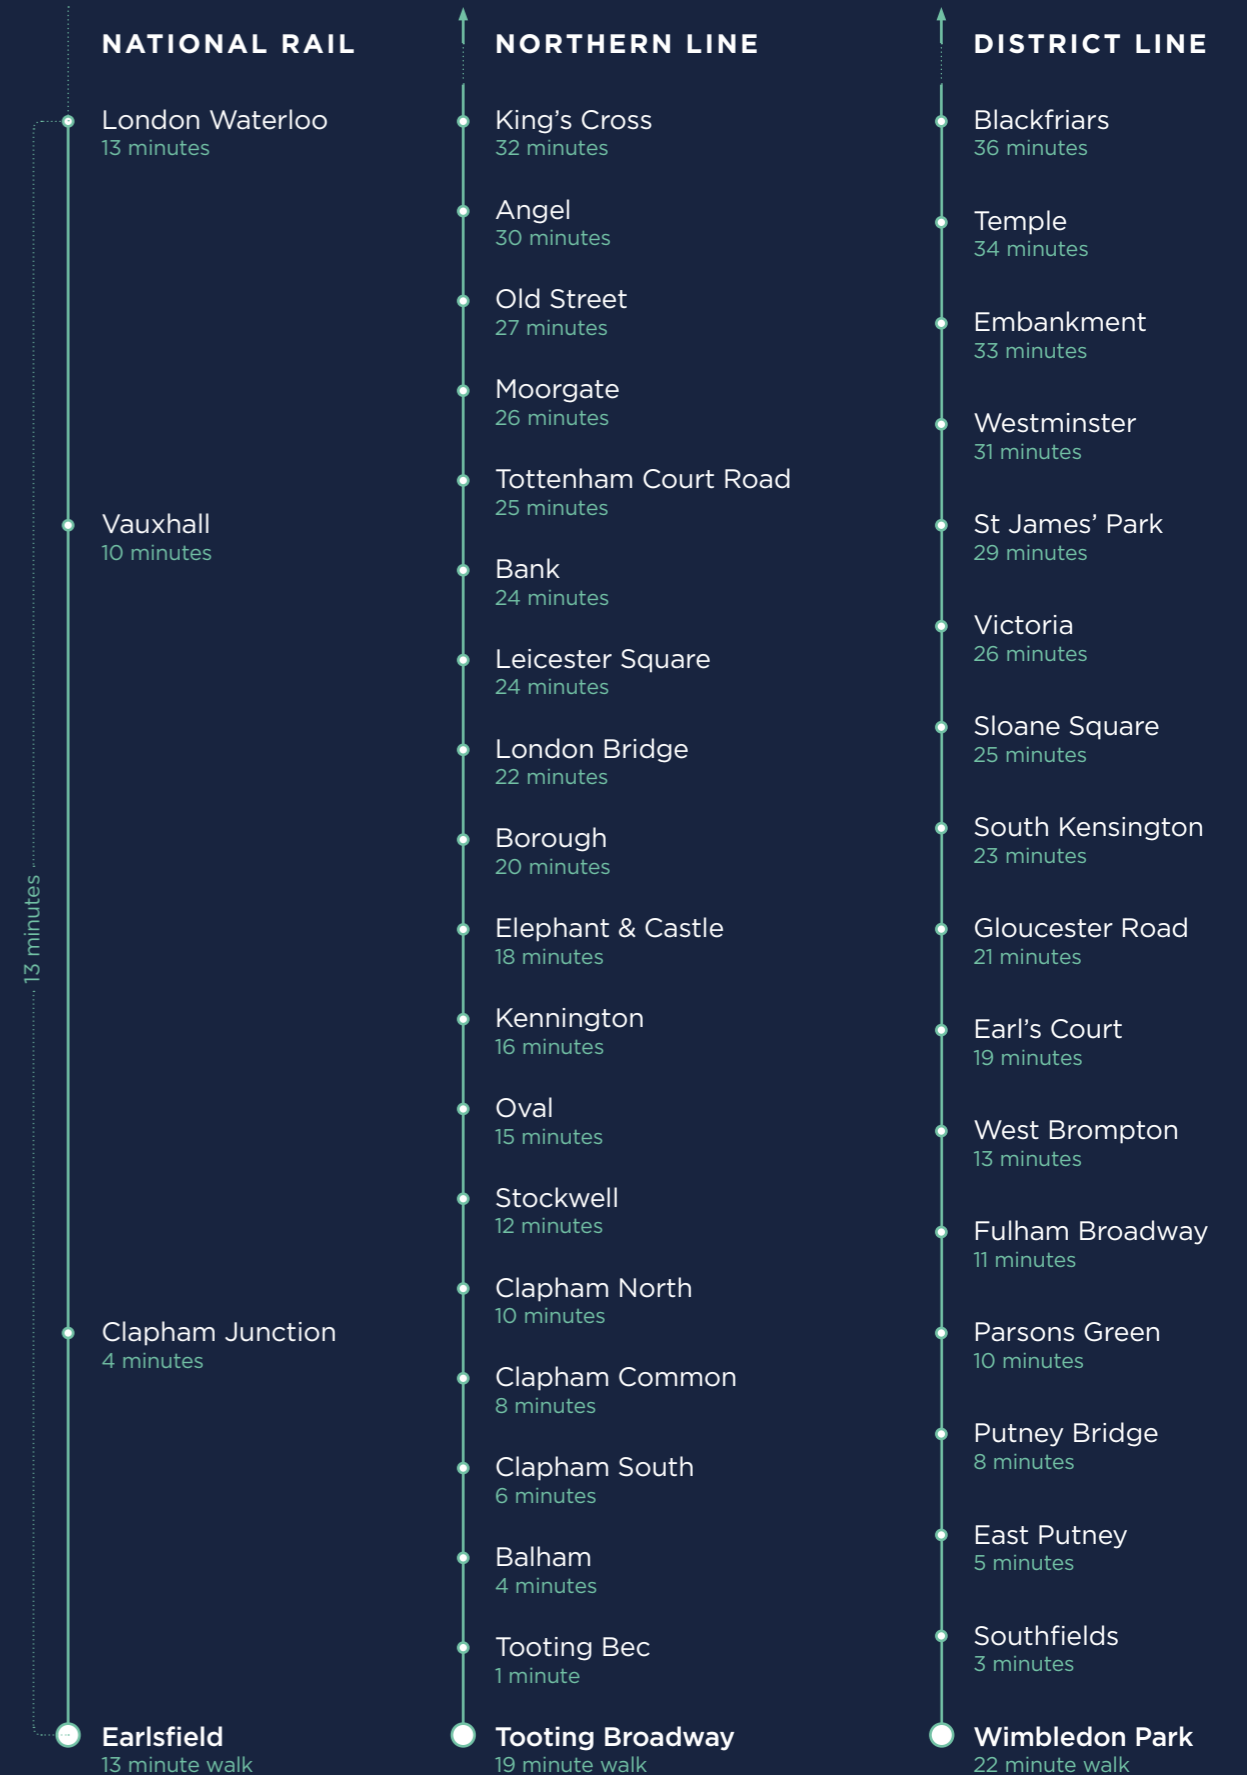 NATIONAL RAIL
London Waterloo
13 minutes
Vauxhall
10 minutes
Clapham Junction
4 minutes
13 minutes
Earlsfield
13 minute walk
NORTHERN LINE
King’s Cross
32 minutes
Angel
30 minutes
Old Street
27 minutes
Moorgate
26 minutes
Tottenham Court Road
25 minutes
Bank
24 minutes
Leicester Square
24 minutes
London Bridge
22 minutes
Borough
20 minutes
Elephant & Castle
18 minutes
Kennington
16 minutes
Oval
15 minutes
Stockwell
12 minutes
Clapham North
10 minutes
Clapham Common
8 minutes
Clapham South
6 minutes
Balham
4 minutes
Tooting Bec
1 minute
Tooting Broadway
19 minute walk
DISTRICT LINE
Blackfriars
36 minutes
Temple
34 minutes
Embankment
33 minutes
Westminster
31 minutes
St James’ Park
29 minutes
Victoria
26 minutes
Sloane Square
25 minutes
South Kensington
23 minutes
Gloucester Road
21 minutes
Earl’s Court
19 minutes
West Brompton
13 minutes
Fulham Broadway
11 minutes
Parsons Green
10 minutes
Putney Bridge
8 minutes
East Putney
5 minutes
Southfields
3 minutes
Wimbledon Park
22 minute walk